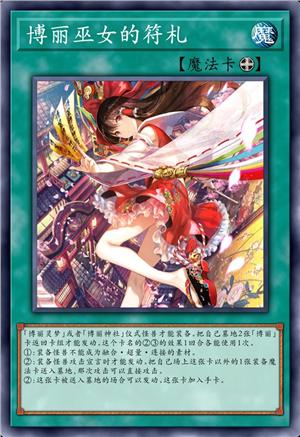 博丽巫女的符札
魔
【魔法卡】
「博丽灵梦」或者「博丽神社」仪式怪兽才能装备。把自己墓地2张「博丽」
卡返回卡组才能发动。这个卡名的②③的效果1回合各能使用1次。
①：装备怪兽不能成为融合·超量·连接的素材。
②：装备怪兽攻击宣言时才能发动。把自己场上这张卡以外的1张装备魔
法卡送入墓地，那次攻击可以直接攻击。
②：这张卡被送入墓地的场合可以发动。这张卡加入手卡。